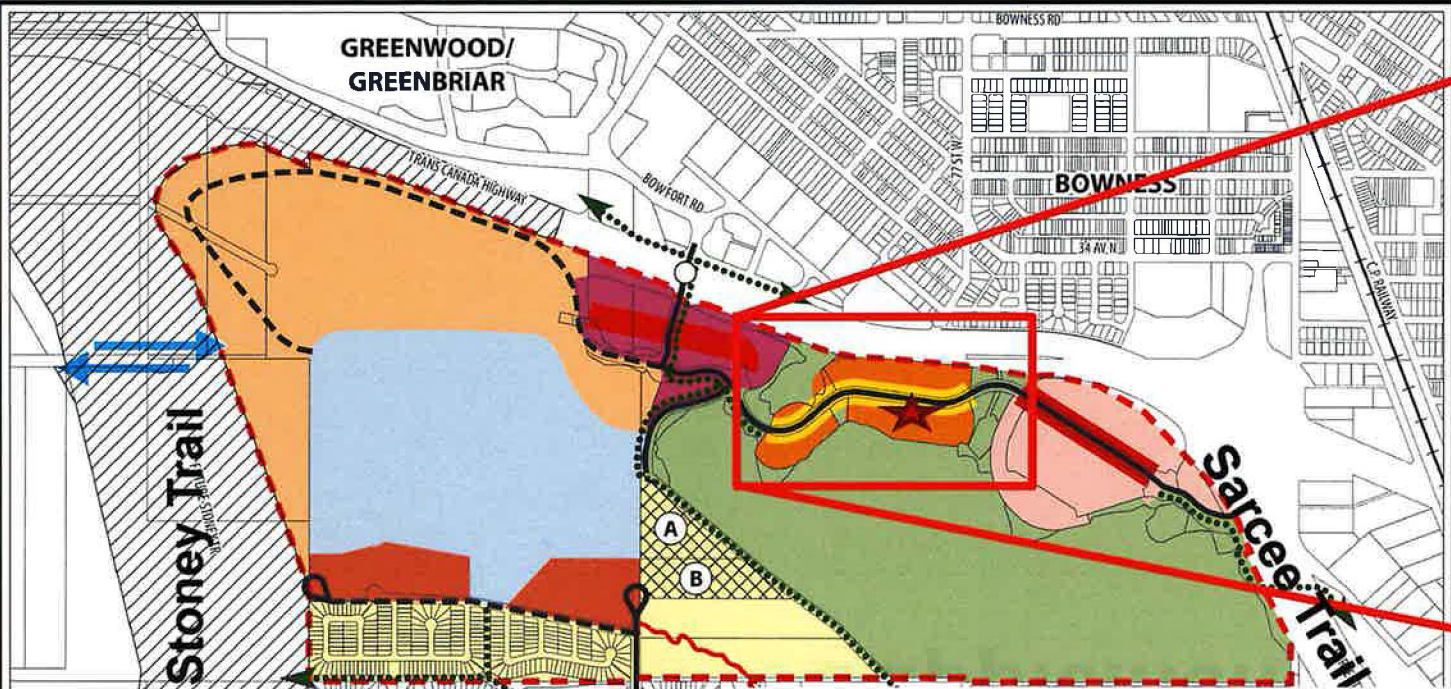 BOWNESS RD
GREENWOOD/
GREENBRIAR
TRANS CANADA HIGHWAY
BOWFORT RD
77 ST W
BOWNESS
34 AV N
C.P RAILWAY
Stoney Trail
A
B
Sarcee Trail